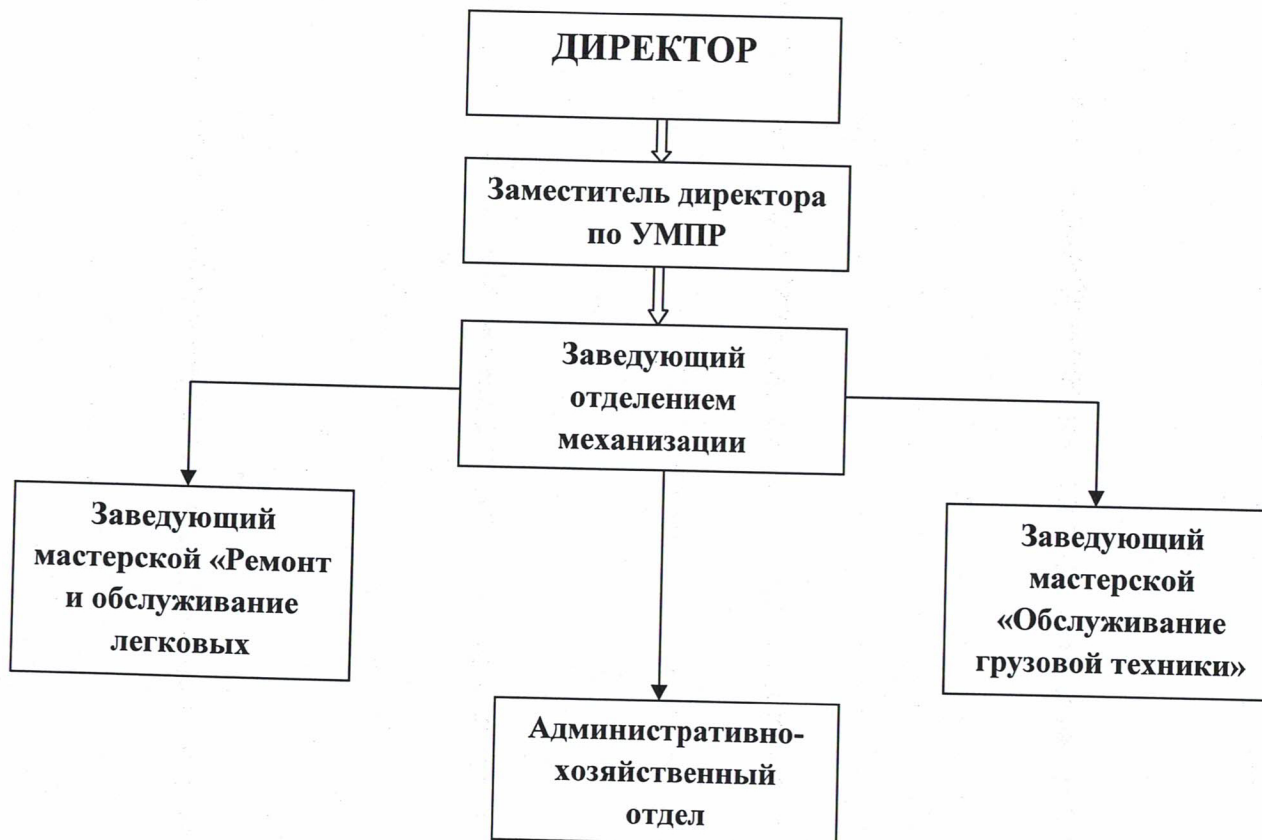 ДИРЕКТОР
Заместитель директора
по УМПР
Заведующий
отделением
механизации
Заведующий
мастерской «Ремонт
и обслуживание
легковых
Заведующий
мастерской
«Обслуживание
грузовой техники»
Административно-
хозяйственный
отдел